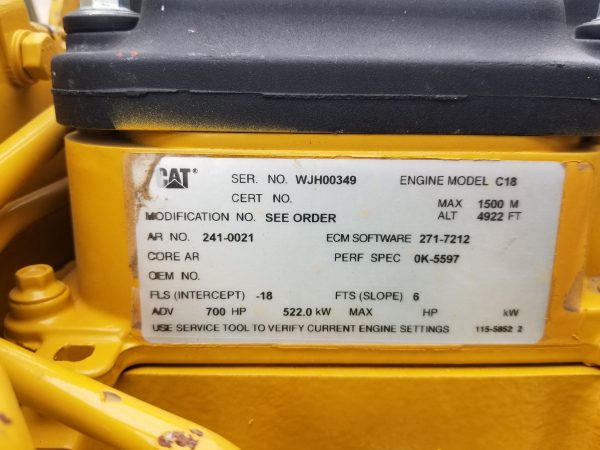 CAT® SER. NO. WJH00349 ENGINE MODEL C18
CERT NO. MAX 1500 M
MODIFICATION NO. SEE ORDER ALT 4922 FT
AR NO. 241-0021 ECM SOFTWARE 271-7212
CORE AR PERF SPEC 0K-5597
OEM NO.
FLS (INTERCEPT) -18 FTS (SLOPE) 6
ADV 700 HP 522.0 kW MAX HP kW
USE SERVICE TOOL TO VERIFY CURRENT ENGINE SETTINGS 115-5852 2